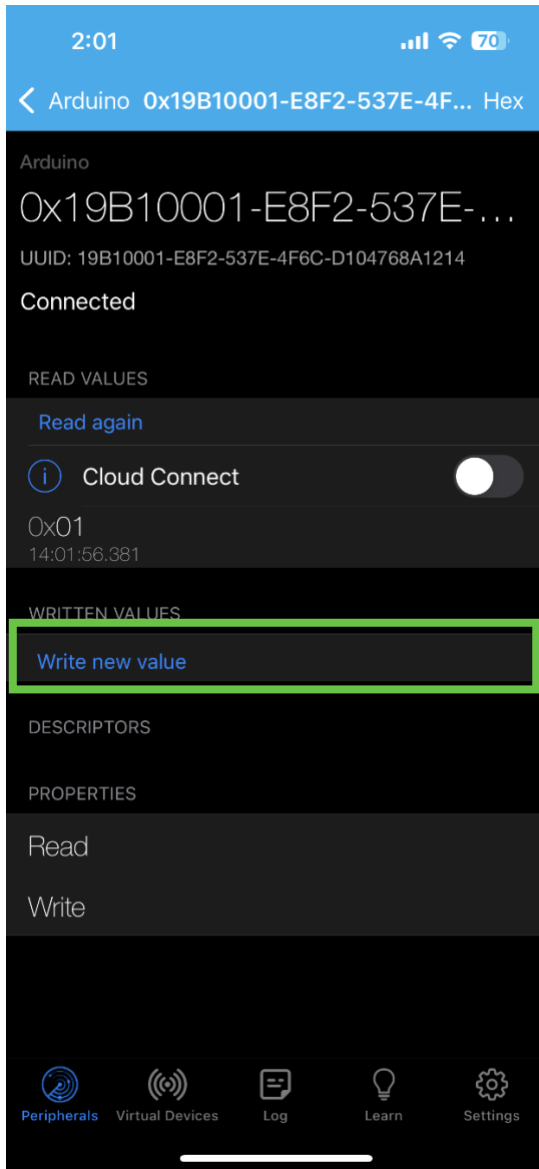 2:01 70
Arduino 0x19B10001-E8F2-537E-4F... Hex
Arduino
0x19B10001-E8F2-537E-...
UUID: 19B10001-E8F2-537E-4F6C-D104768A1214
Connected
READ VALUES
Read again
i Cloud Connect
0x01
14:01:56.381
WRITTEN VALUES
Write new value
DESCRIPTORS
PROPERTIES
Read
Write
Peripherals Virtual Devices Log Learn Settings